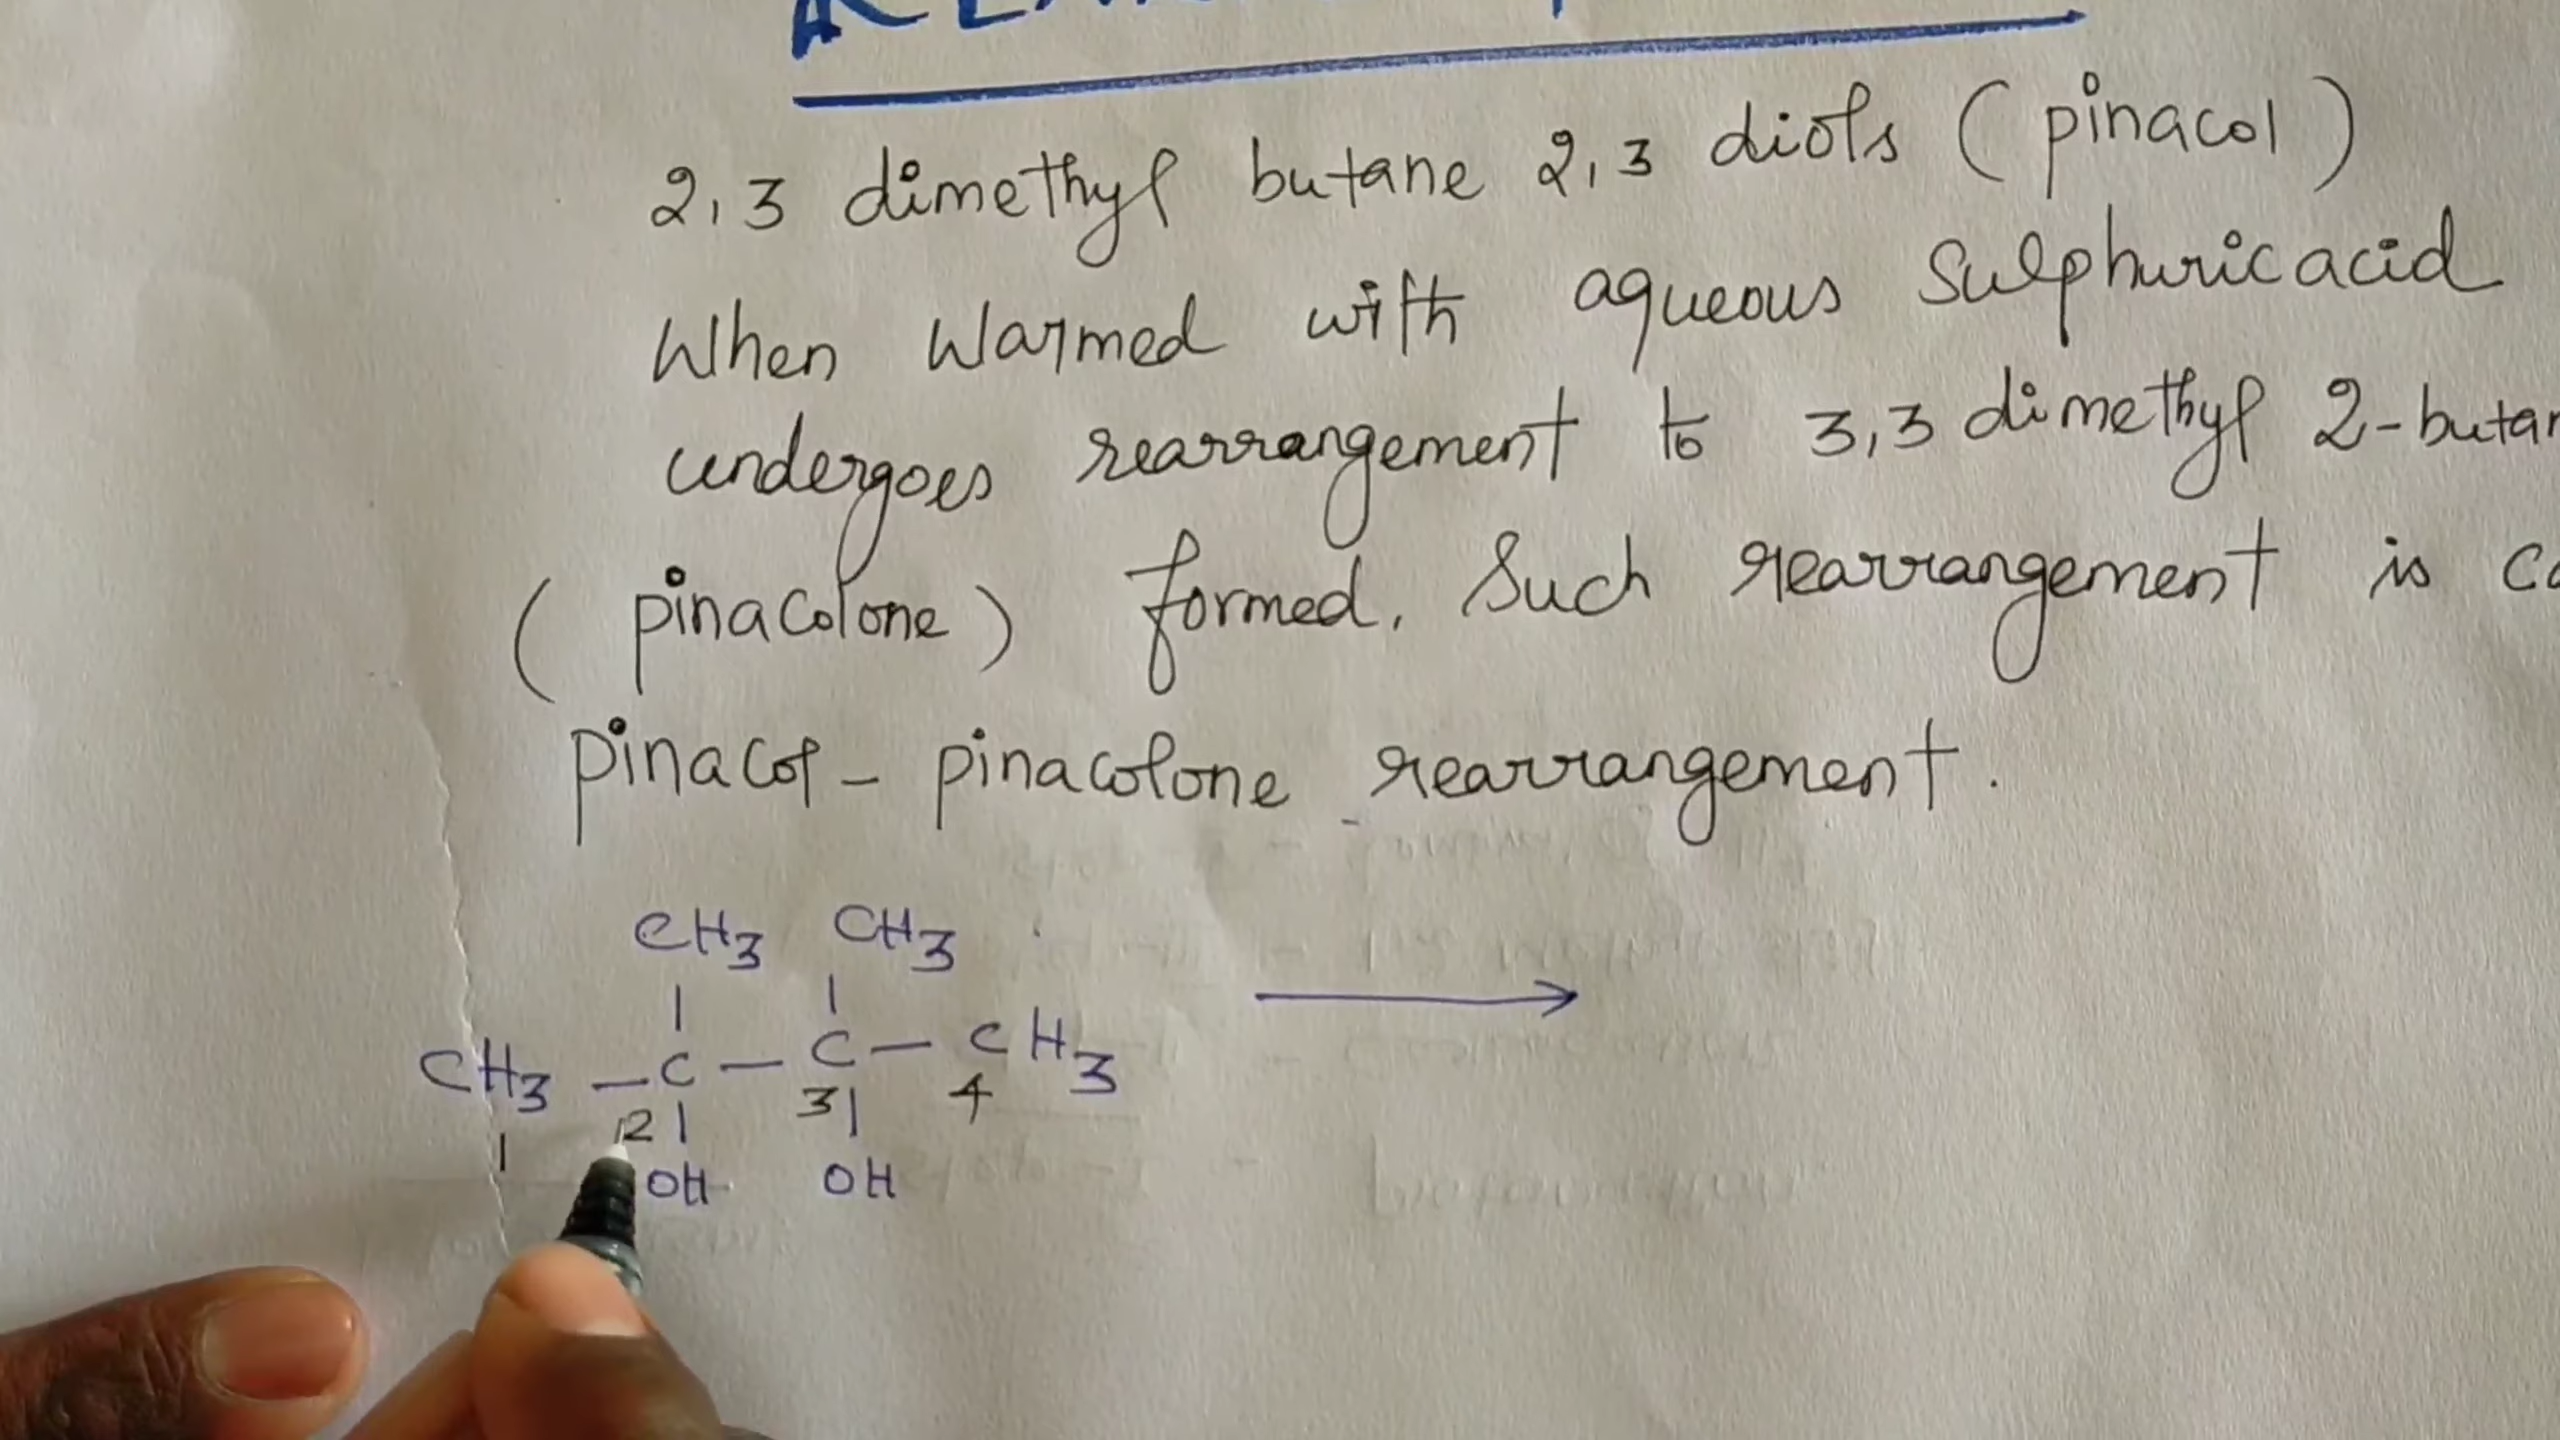 2,3 dimethyl butane 2,3 diols (pinacol)
When Warmed with aqueous Sulphuric acid
undergoes rearrangement to 3,3 dimethyl 2-butan
(pinacolone) formed. Such rearrangement is
pinacol - pinacolone rearrangement.
CH3 CH3
CH3 - C - C - CH3
1 2 3 4
OH OH